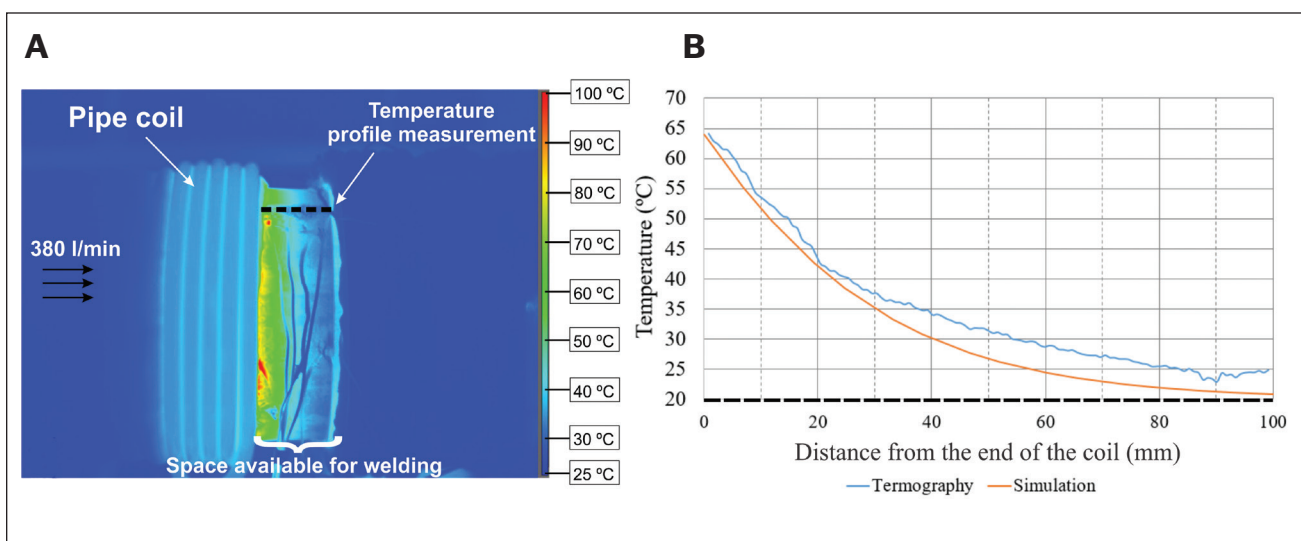 A
Pipe coil
Temperature
profile measurement
380 l/min
Space available for welding
100 ºC
90 ºC
80 ºC
70 ºC
60 ºC
50 ºC
40 ºC
30 ºC
25 ºC
B
Temperature (ºC)
70
65
60
55
50
45
40
35
30
25
20
0
20
40
60
80
100
Distance from the end of the coil (mm)
Termography
Simulation